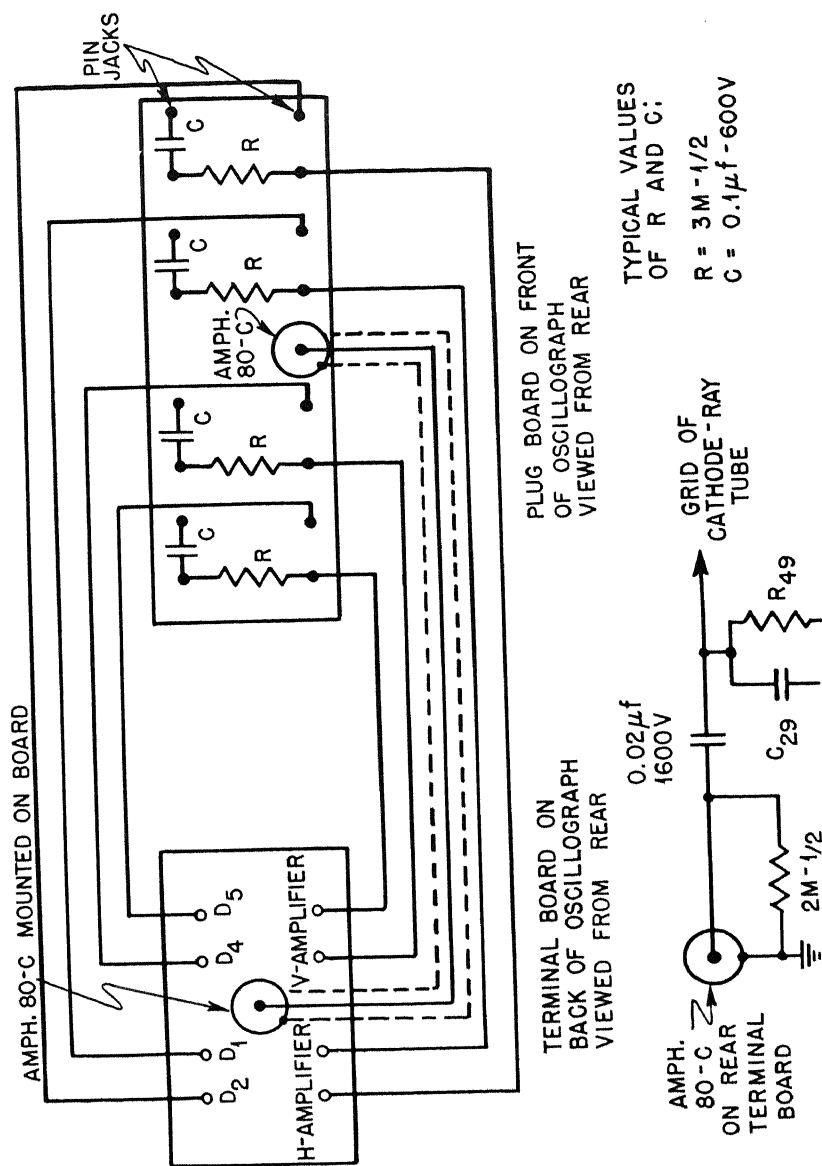 AMPH. 80-C MOUNTED ON BOARD
PIN
JACKS
D2
D1
D4
D5
H-AMPLIFIER
V-AMPLIFIER
C
R
C
R
AMPH.
80-C
C
R
C
R
TERMINAL BOARD ON
BACK OF OSCILLOGRAPH
VIEWED FROM REAR
PLUG BOARD ON FRONT
OF OSCILLOGRAPH
VIEWED FROM REAR
AMPH.
80-C
ON REAR
TERMINAL
BOARD
2M-1/2
0.02μf
1600V
C29
R49
GRID OF
CATHODE-RAY
TUBE
TYPICAL VALUES
OF R AND C:
R = 3M-1/2
C = 0.1μf-600V